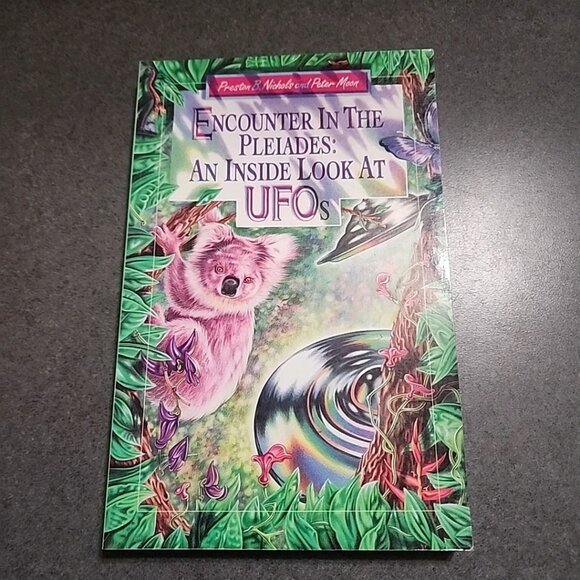 Preston B. Nichols and Peter Moon
ENCOUNTER IN THE
PLEIADES:
AN INSIDE LOOK AT
UFOs